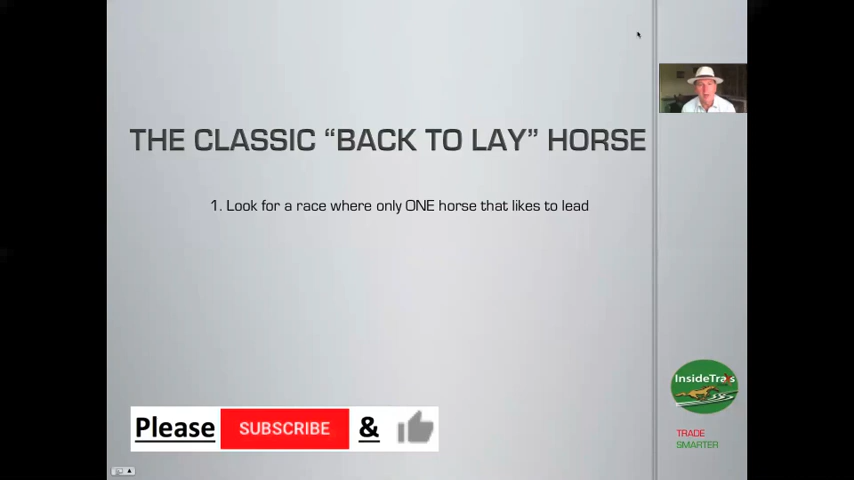 THE CLASSIC “BACK TO LAY” HORSE
1. Look for a race where only ONE horse that likes to lead
InsideTrais
TRADE
SMARTER
Please SUBSCRIBE &